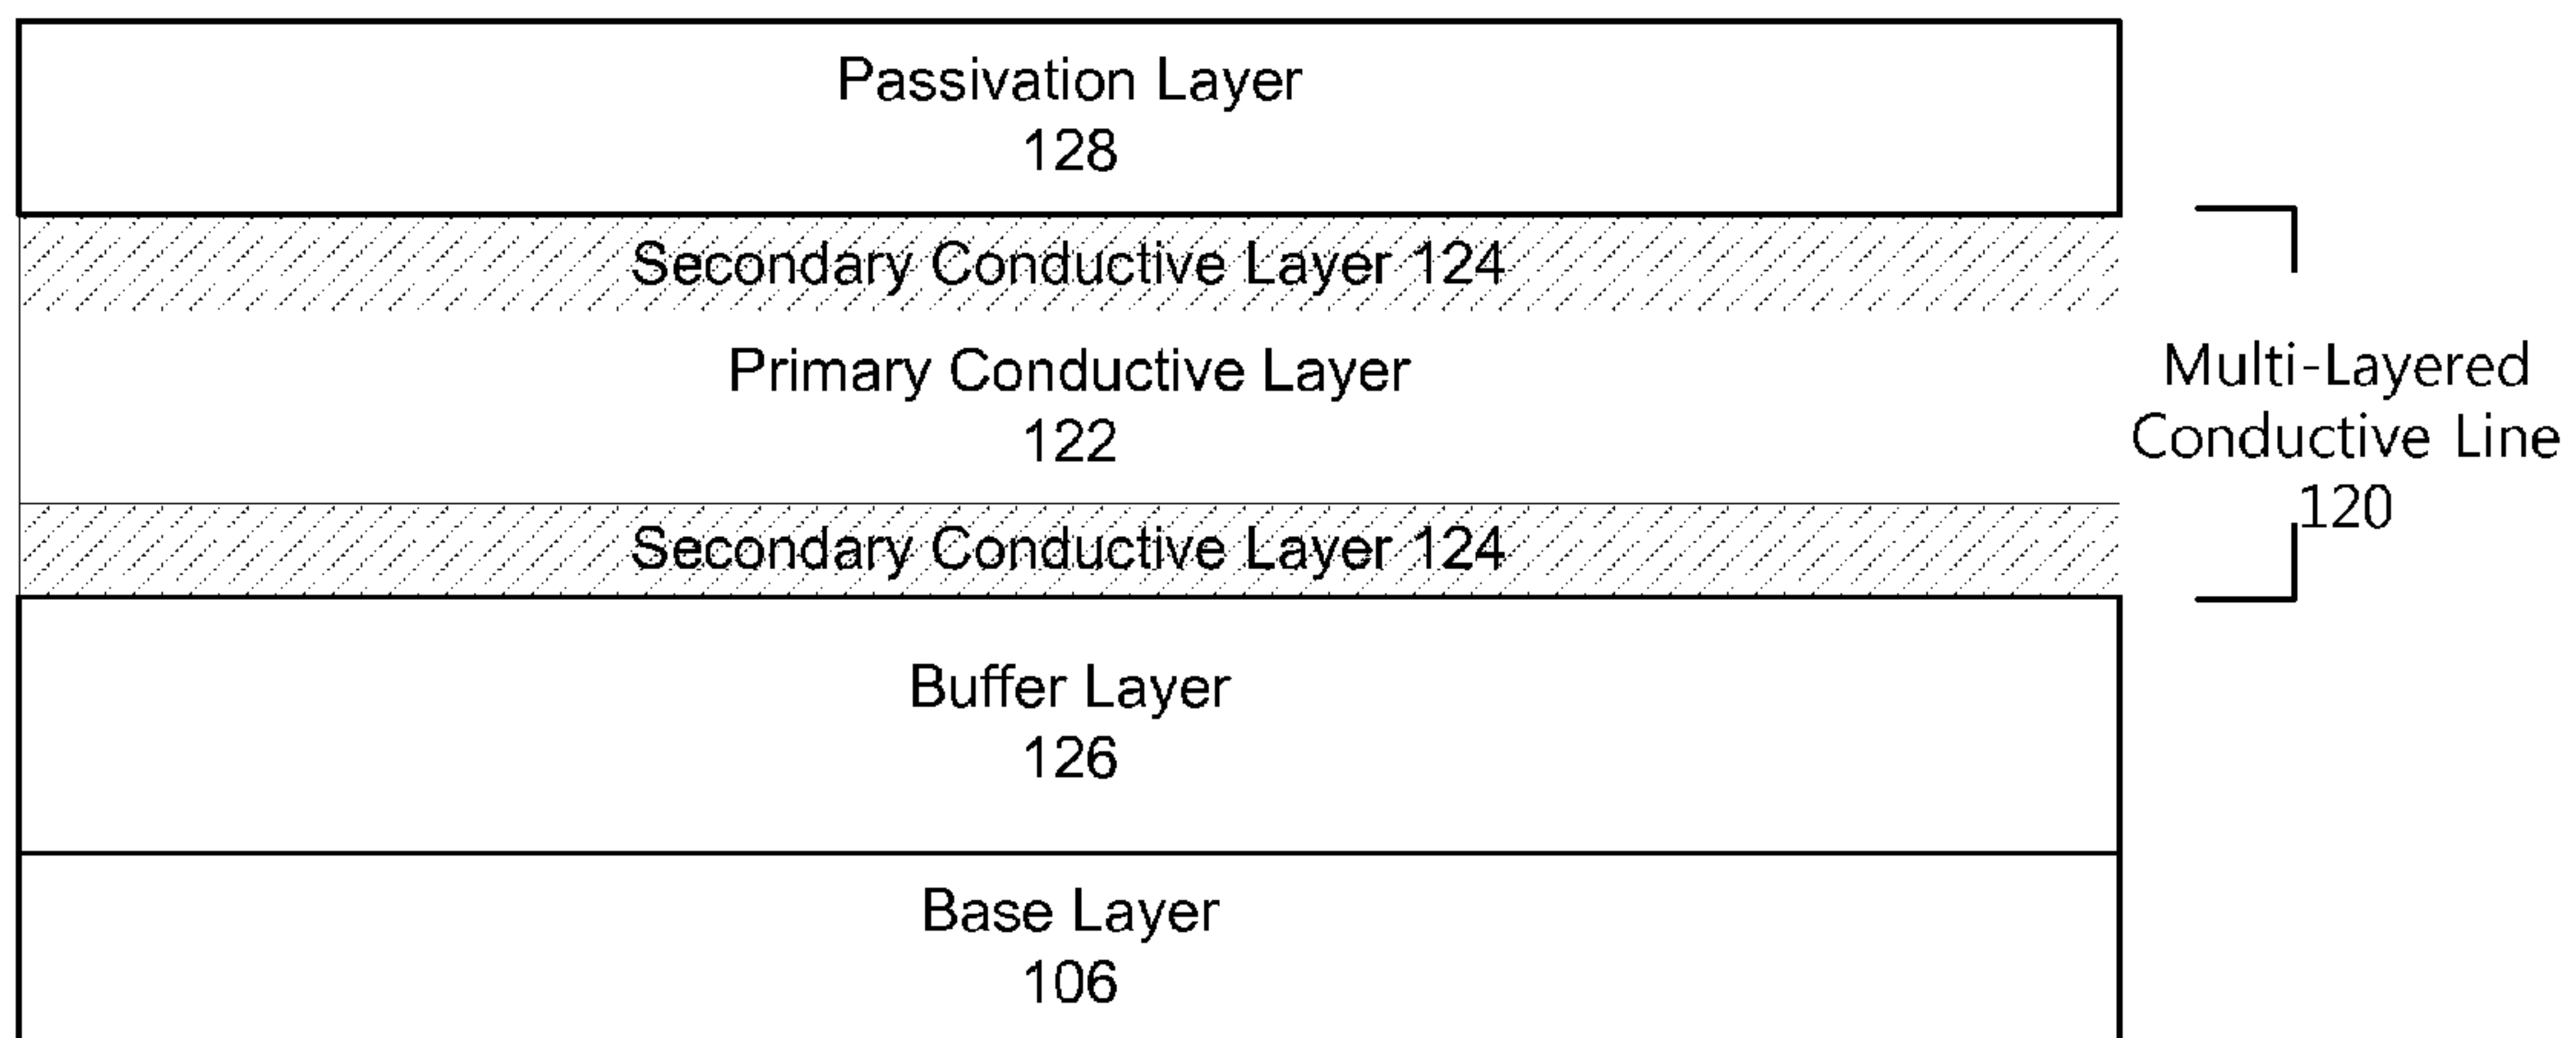 Passivation Layer
128
Secondary Conductive Layer 124
Primary Conductive Layer
122
Secondary Conductive Layer 124
Multi-Layered
Conductive Line
120
Buffer Layer
126
Base Layer
106